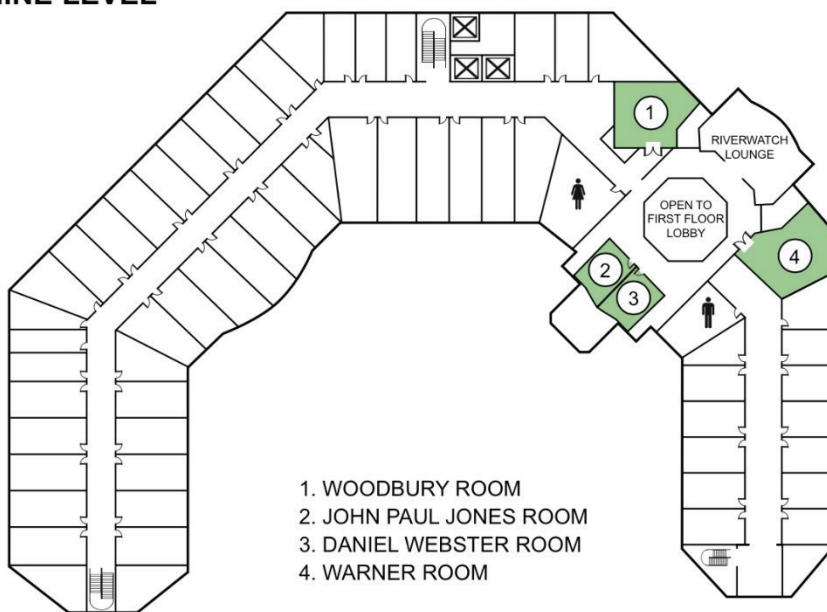 LEVEL
1
RIVERWATCH
LOUNGE
OPEN TO
FIRST FLOOR
LOBBY
2
3
4
1. WOODBURY ROOM
2. JOHN PAUL JONES ROOM
3. DANIEL WEBSTER ROOM
4. WARNER ROOM